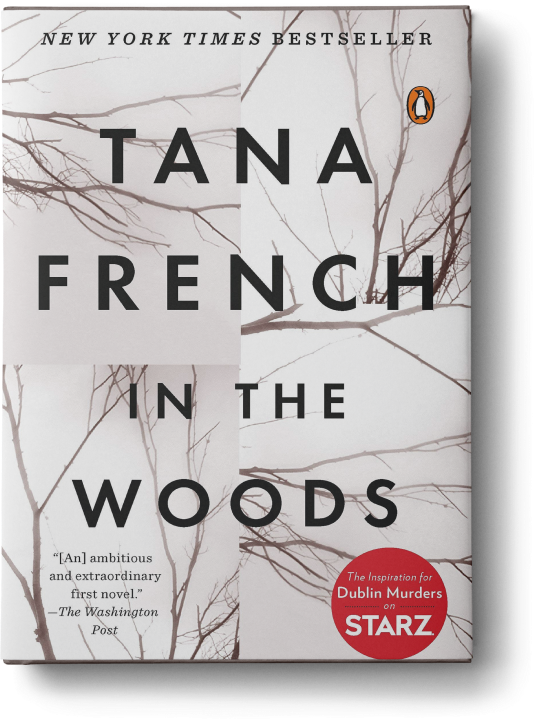 NEW YORK TIMES BESTSELLER
TANA
FRENCH
IN THE
WOODS
“[An] ambitious
and extraordinary
first novel.”
—The Washington
Post
The Inspiration for
Dublin Murders
on
STARZ